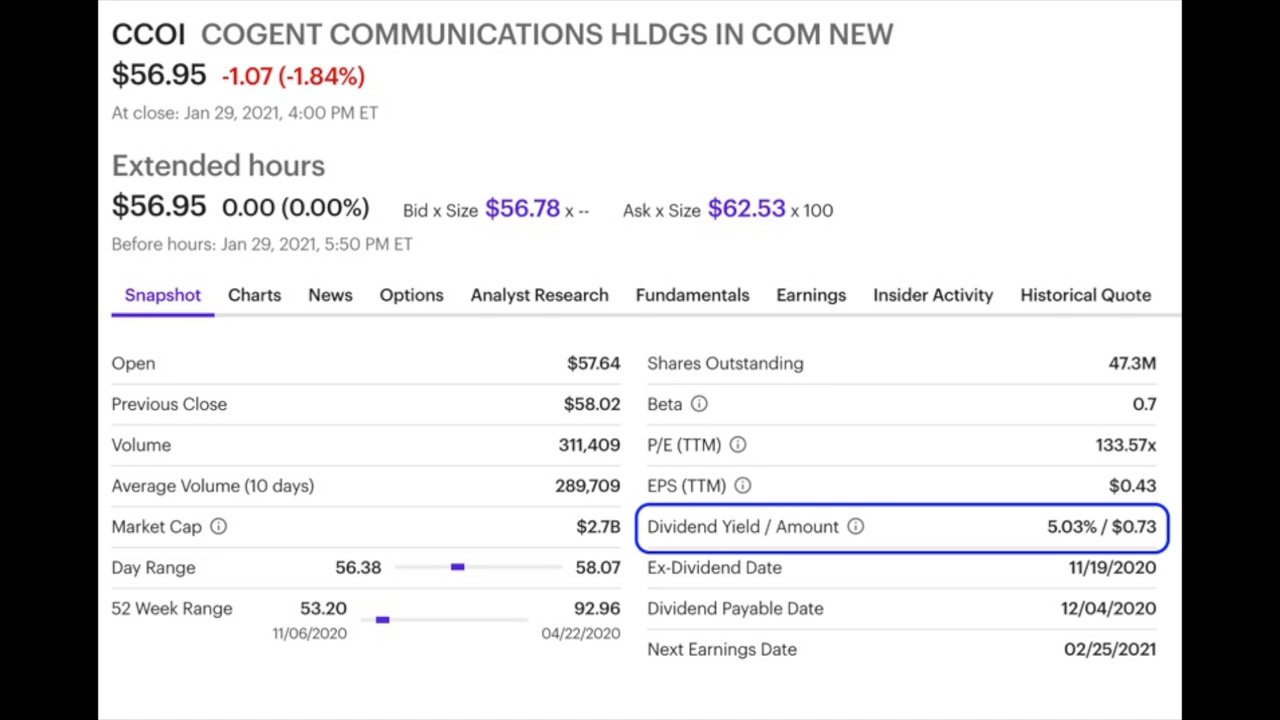 CCOI COGENT COMMUNICATIONS HLDGS IN COM NEW
$56.95 -1.07 (-1.84%)
At close: Jan 29, 2021, 4:00 PM ET
Extended hours
$56.95 0.00 (0.00%) Bid x Size $56.78 x -- Ask x Size $62.53 x 100
Before hours: Jan 29, 2021, 5:50 PM ET
Snapshot Charts News Options Analyst Research Fundamentals Earnings Insider Activity Historical Quote
Open $57.64
Previous Close $58.02
Volume 311,409
Average Volume (10 days) 289,709
Market Cap $2.7B
Day Range 56.38 58.07
52 Week Range 53.20 92.96
11/06/2020 04/22/2020
Shares Outstanding 47.3M
Beta 0.7
P/E (TTM) 133.57x
EPS (TTM) $0.43
Dividend Yield / Amount 5.03% / $0.73
Ex-Dividend Date 11/19/2020
Dividend Payable Date 12/04/2020
Next Earnings Date 02/25/2021